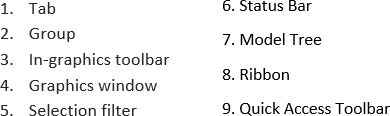 1. Tab
2. Group
3. In-graphics toolbar
4. Graphics window
5. Selection filter
6. Status Bar
7. Model Tree
8. Ribbon
9. Quick Access Toolbar